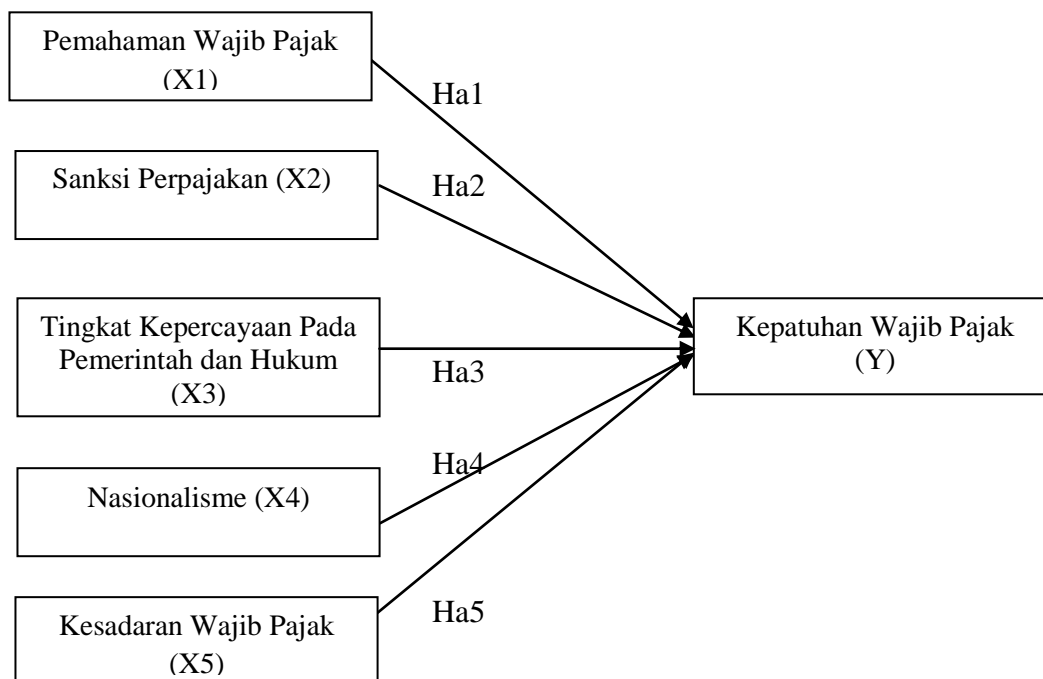 Pemahaman Wajib Pajak
(X1)
Ha1
Sanksi Perpajakan (X2)
Ha2
Tingkat Kepercayaan Pada
Pemerintah dan Hukum
(X3)
Ha3
Kepatuhan Wajib Pajak
(Y)
Nasionalisme (X4)
Ha4
Kesadaran Wajib Pajak
(X5)
Ha5